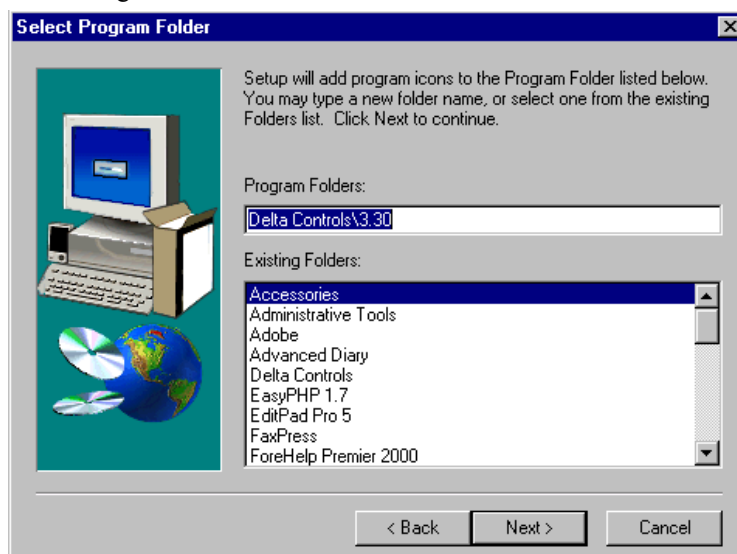 Select Program Folder
Setup will add program icons to the Program Folder listed below.
You may type a new folder name, or select one from the existing
Folders list. Click Next to continue.
Program Folders:
Delta Controls\3.30
Existing Folders:
Accessories
Administrative Tools
Adobe
Advanced Diary
Delta Controls
EasyPHP 1.7
EditPad Pro 5
FaxPress
ForeHelp Premier 2000
< Back
Next >
Cancel